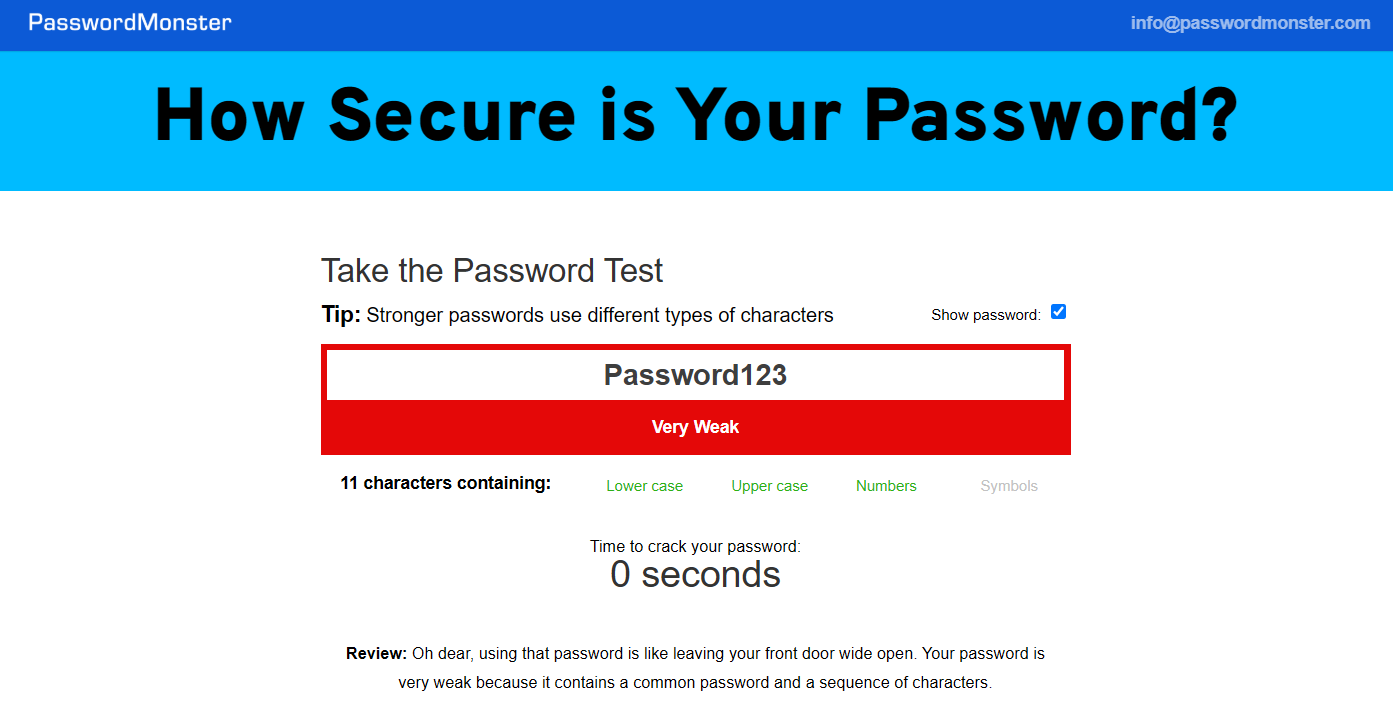 PasswordMonster
info@passwordmonster.com
How Secure is Your Password?
Take the Password Test
Tip: Stronger passwords use different types of characters
Show password:
Password123
Very Weak
11 characters containing:
Lower case
Upper case
Numbers
Symbols
Time to crack your password:
0 seconds
Review: Oh dear, using that password is like leaving your front door wide open. Your password is
very weak because it contains a common password and a sequence of characters.